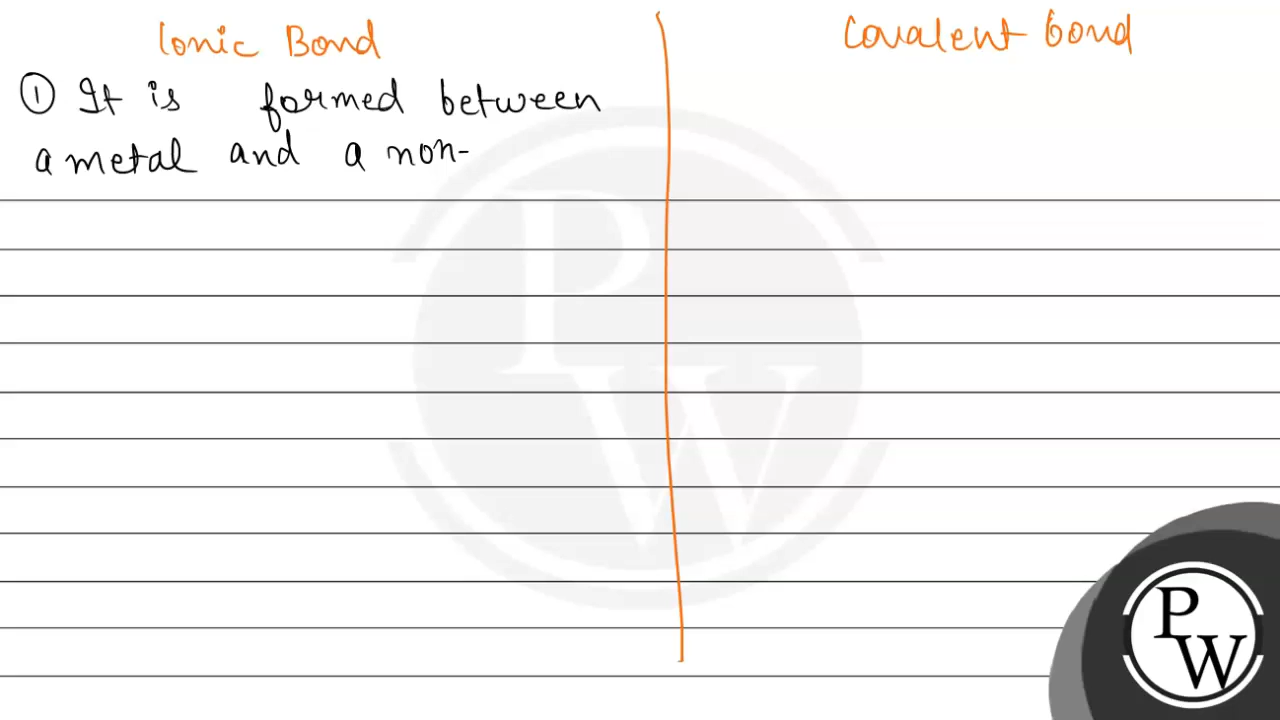 Ionic Bond
Covalent bond
① It is formed between
a metal and a non-
P
W
P
W